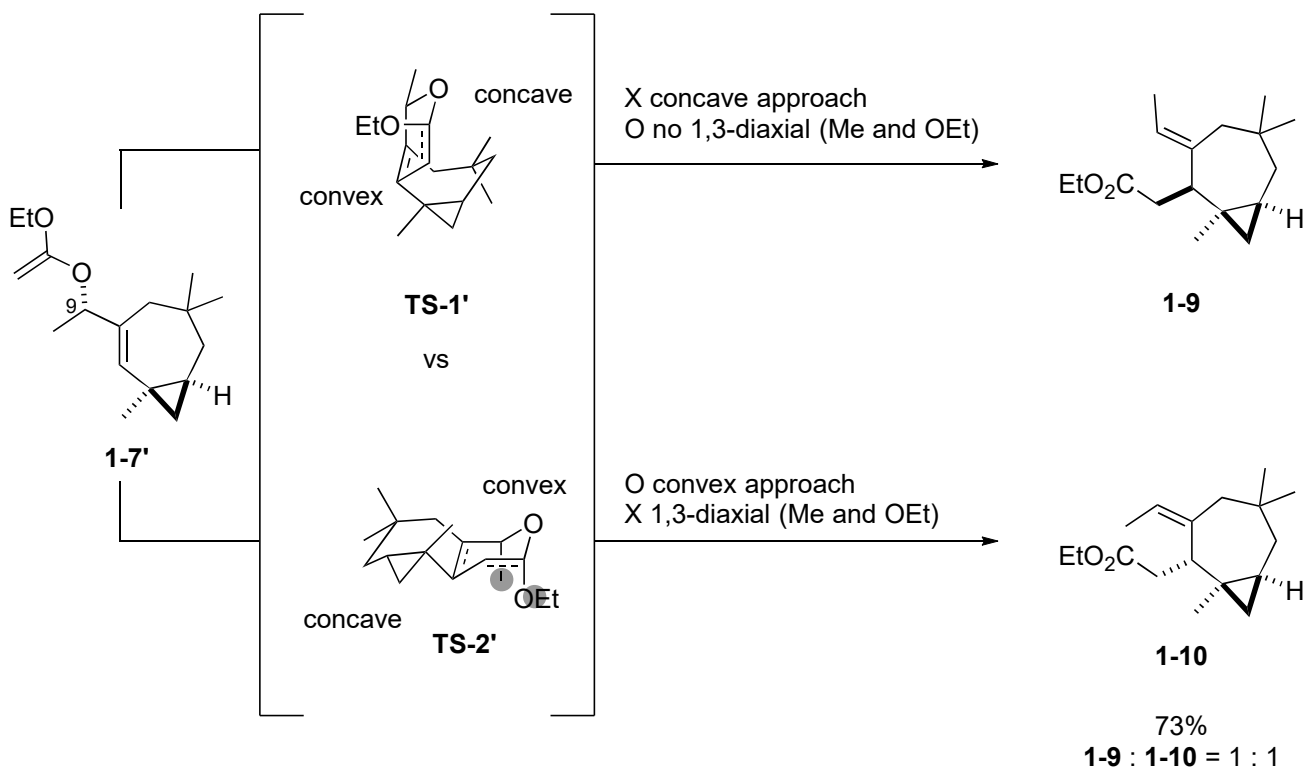 EtO
O
9
H
1-7'
O
EtO
concave
convex
TS-1'
vs
convex
O
OEt
concave
TS-2'
X concave approach
O no 1,3-diaxial (Me and OEt)
O convex approach
X 1,3-diaxial (Me and OEt)
EtO2C
H
1-9
EtO2C
H
1-10
73%
1-9 : 1-10 = 1 : 1